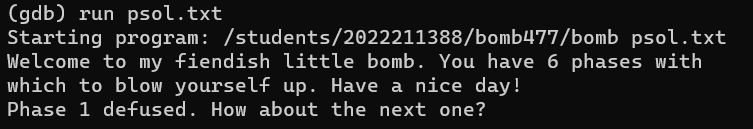 (gdb) run psol.txt
Starting program: /students/2022211388/bomb477/bomb psol.txt
Welcome to my fiendish little bomb. You have 6 phases with
which to blow yourself up. Have a nice day!
Phase 1 defused. How about the next one?